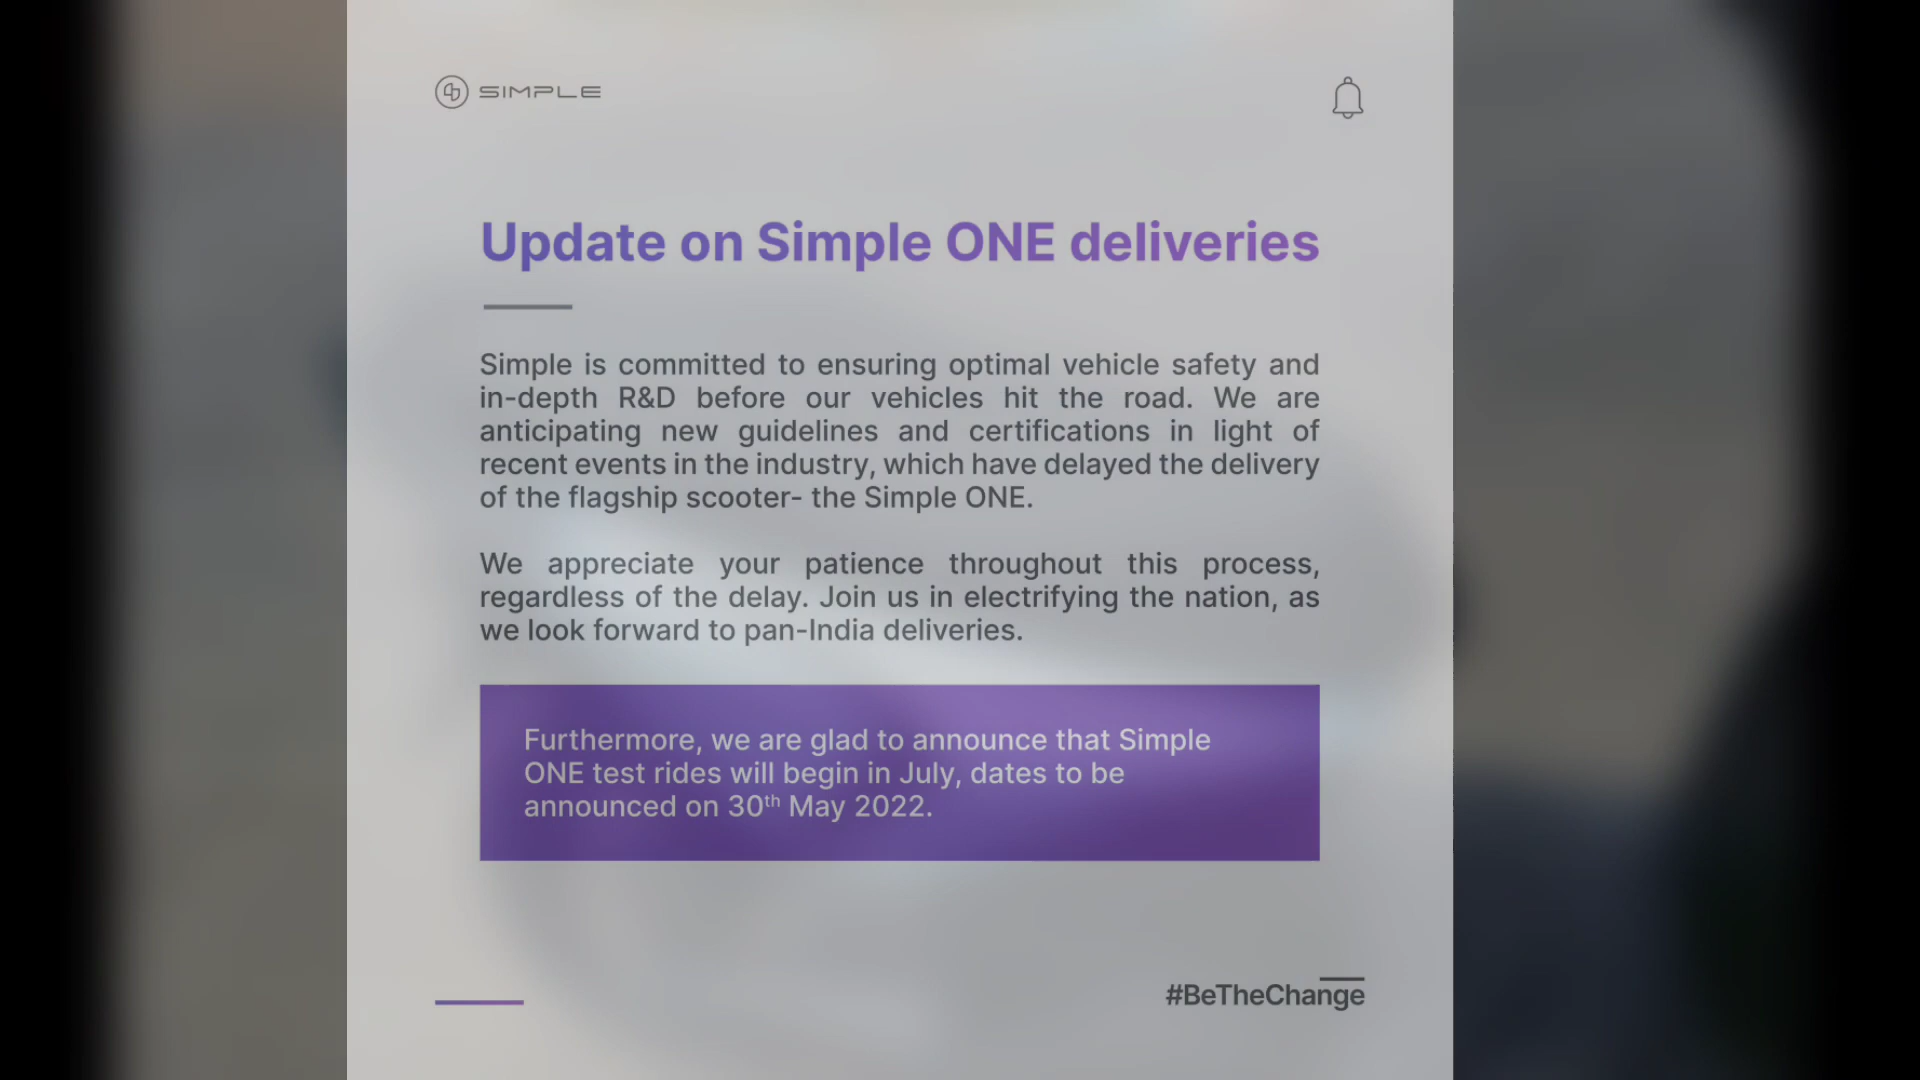 SIMPLE
Update on Simple ONE deliveries
Simple is committed to ensuring optimal vehicle safety and
in-depth R&D before our vehicles hit the road. We are
anticipating new guidelines and certifications in light of
recent events in the industry, which have delayed the delivery
of the flagship scooter- the Simple ONE.
We appreciate your patience throughout this process,
regardless of the delay. Join us in electrifying the nation, as
we look forward to pan-India deliveries.
Furthermore, we are glad to announce that Simple
ONE test rides will begin in July, dates to be
announced on 30th May 2022.
#BeTheChange